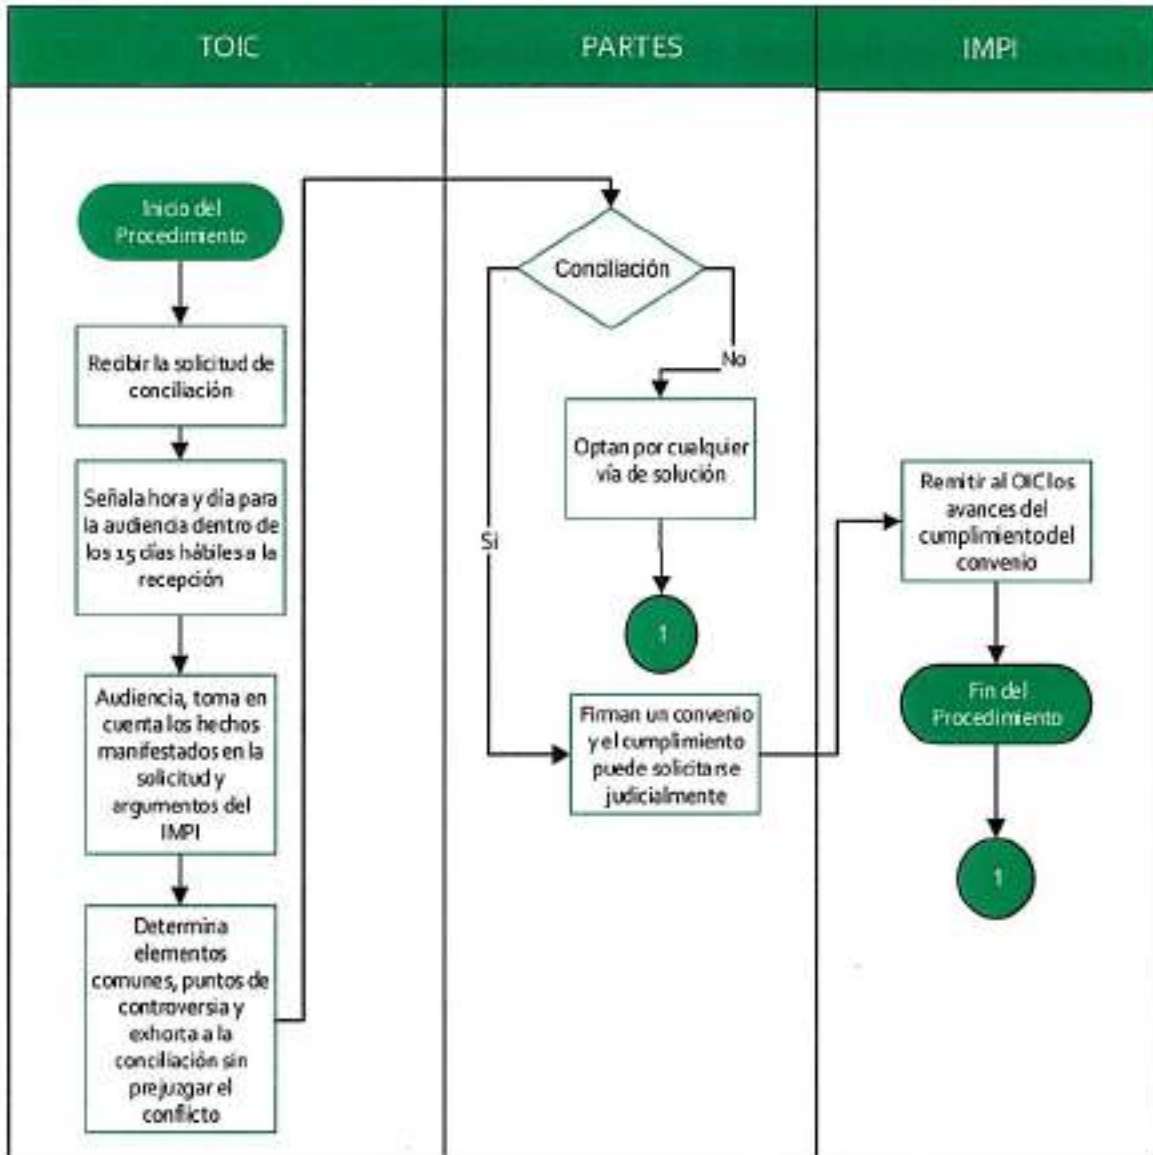 TOIC
PARTES
IMPI
Inicio del
Procedimiento
Recibir la solicitud de
conciliación
Señala hora y día para
la audiencia dentro de
los 15 días hábiles a la
recepción
Audiencia, toma en
cuenta los hechos
manifestados en la
solicitud y
argumentos del
IMPI
Determina
elementos
comunes, puntos de
controversia y
exhorta a la
conciliación sin
prejuzgar el
conflicto
Conciliación
No
Optan por cualquier
vía de solución
1
Si
Firman un convenio
y el cumplimiento
puede solicitarse
judicialmente
Remitir al OIC los
avances del
cumplimiento del
convenio
Fin del
Procedimiento
1